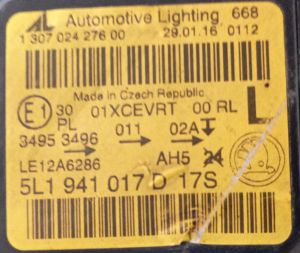 AL Automotive Lighting 668
1 307 024 276 00 29.01.16 0112
Made in Czech Republic
E1 30 01XCEVRT 00 RL L
PL 011 02A
3495 3496
LE12A6286 AH5 24
5L1 941 017 D 17S